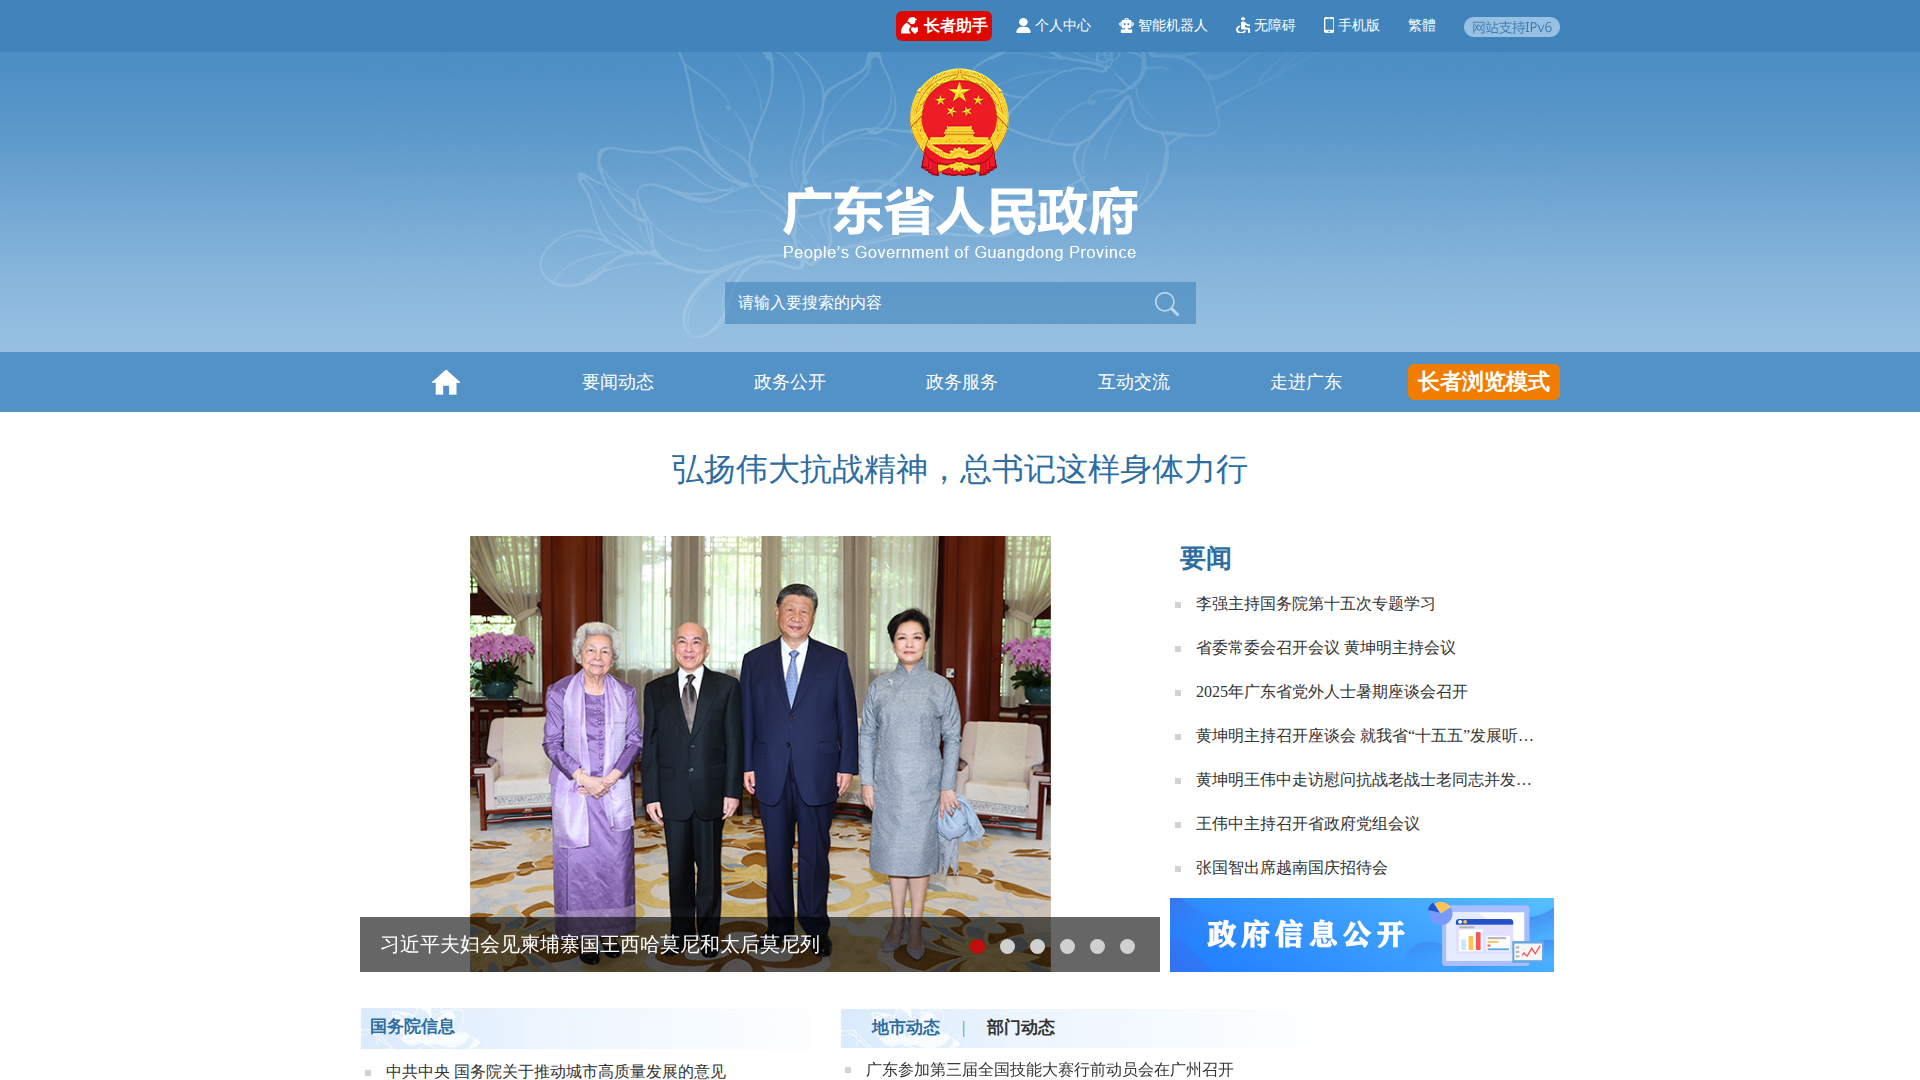 长者助手
个人中心
智能机器人
无障碍
手机版
繁體
网站支持IPv6
广东省人民政府
People's Government of Guangdong Province
请输入要搜索的内容
要闻动态
政务公开
政务服务
互动交流
走进广东
长者浏览模式
弘扬伟大抗战精神，总书记这样身体力行
习近平夫妇会见柬埔寨国王西哈莫尼和太后莫尼列
要闻
李强主持国务院第十五次专题学习
省委常委会召开会议 黄坤明主持会议
2025年广东省党外人士暑期座谈会召开
黄坤明主持召开座谈会 就我省“十五五”发展听…
黄坤明王伟中走访慰问抗战老战士老同志并发…
王伟中主持召开省政府党组会议
张国智出席越南国庆招待会
政府信息公开
国务院信息
中共中央 国务院关于推动城市高质量发展的意见
地市动态 | 部门动态
广东参加第三届全国技能大赛行前动员会在广州召开